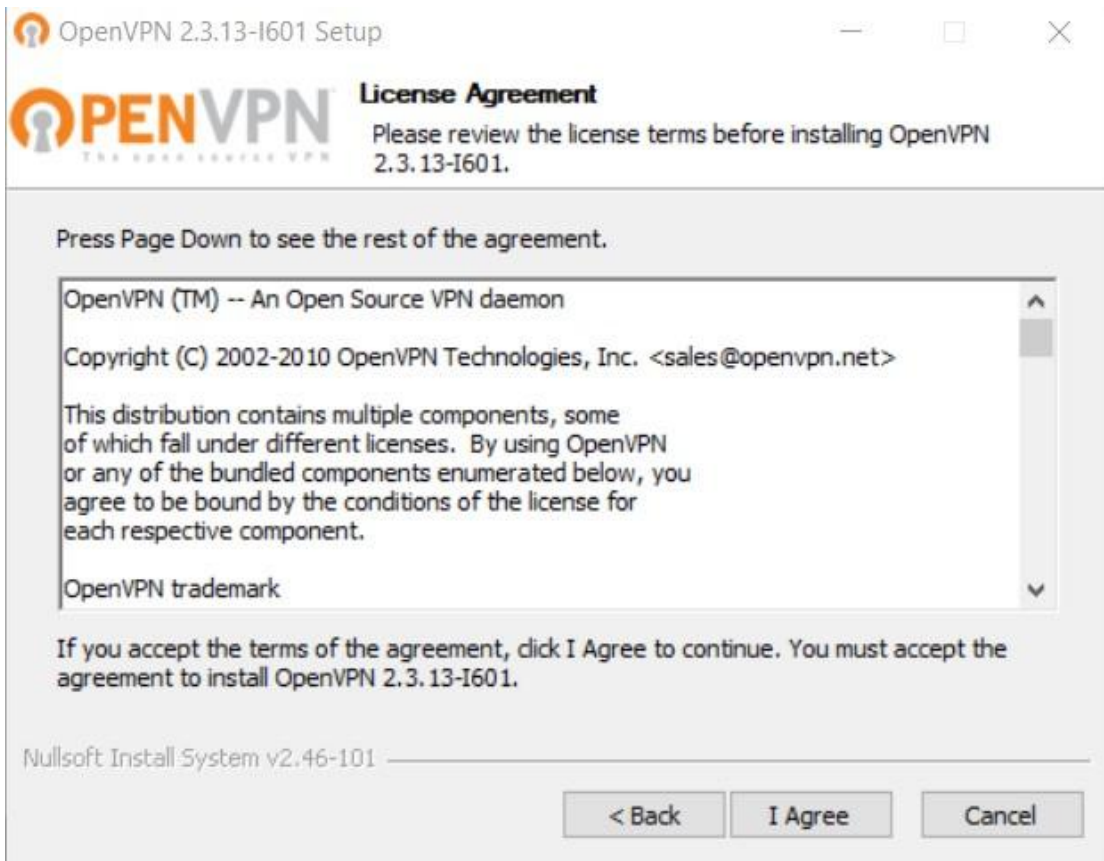 OpenVPN 2.3.13-I601 Setup
OPENVPN
The open source VPN
License Agreement
Please review the license terms before installing OpenVPN
2.3.13-I601.
Press Page Down to see the rest of the agreement.
OpenVPN (TM) -- An Open Source VPN daemon
Copyright (C) 2002-2010 OpenVPN Technologies, Inc. <sales@openvpn.net>
This distribution contains multiple components, some
of which fall under different licenses. By using OpenVPN
or any of the bundled components enumerated below, you
agree to be bound by the conditions of the license for
each respective component.
OpenVPN trademark
If you accept the terms of the agreement, click I Agree to continue. You must accept the
agreement to install OpenVPN 2.3.13-I601.
Nullsoft Install System v2.46-101
< Back I Agree Cancel